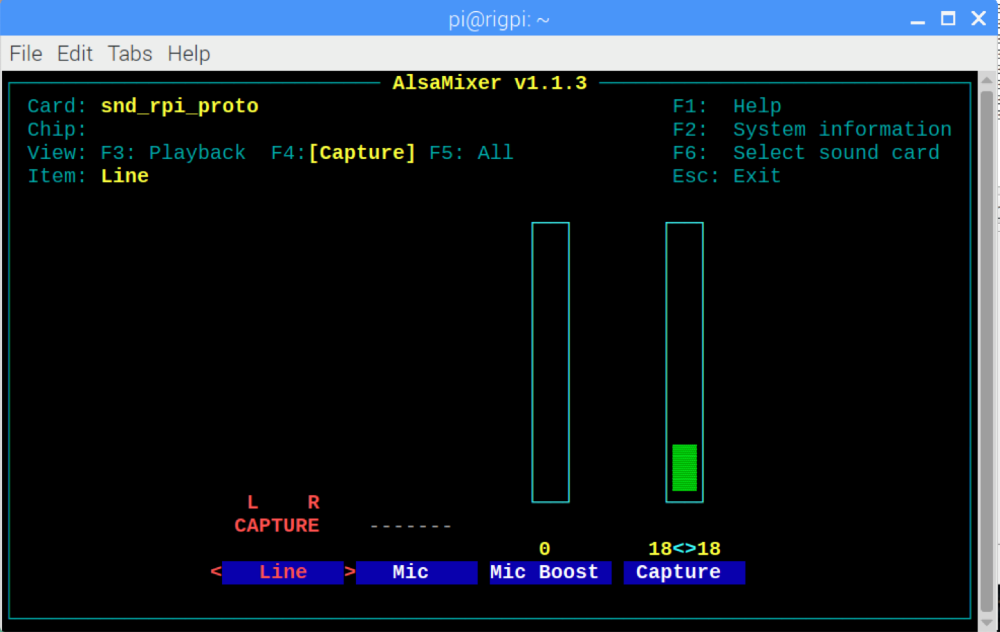 pi@rigpi: ~
File Edit Tabs Help
AlsaMixer v1.1.3
Card: snd_rpi_proto F1: Help
Chip: F2: System information
View: F3: Playback F4:[Capture] F5: All F6: Select sound card
Item: Line Esc: Exit
L R
CAPTURE -------
0 18<>18
< Line > Mic Mic Boost Capture